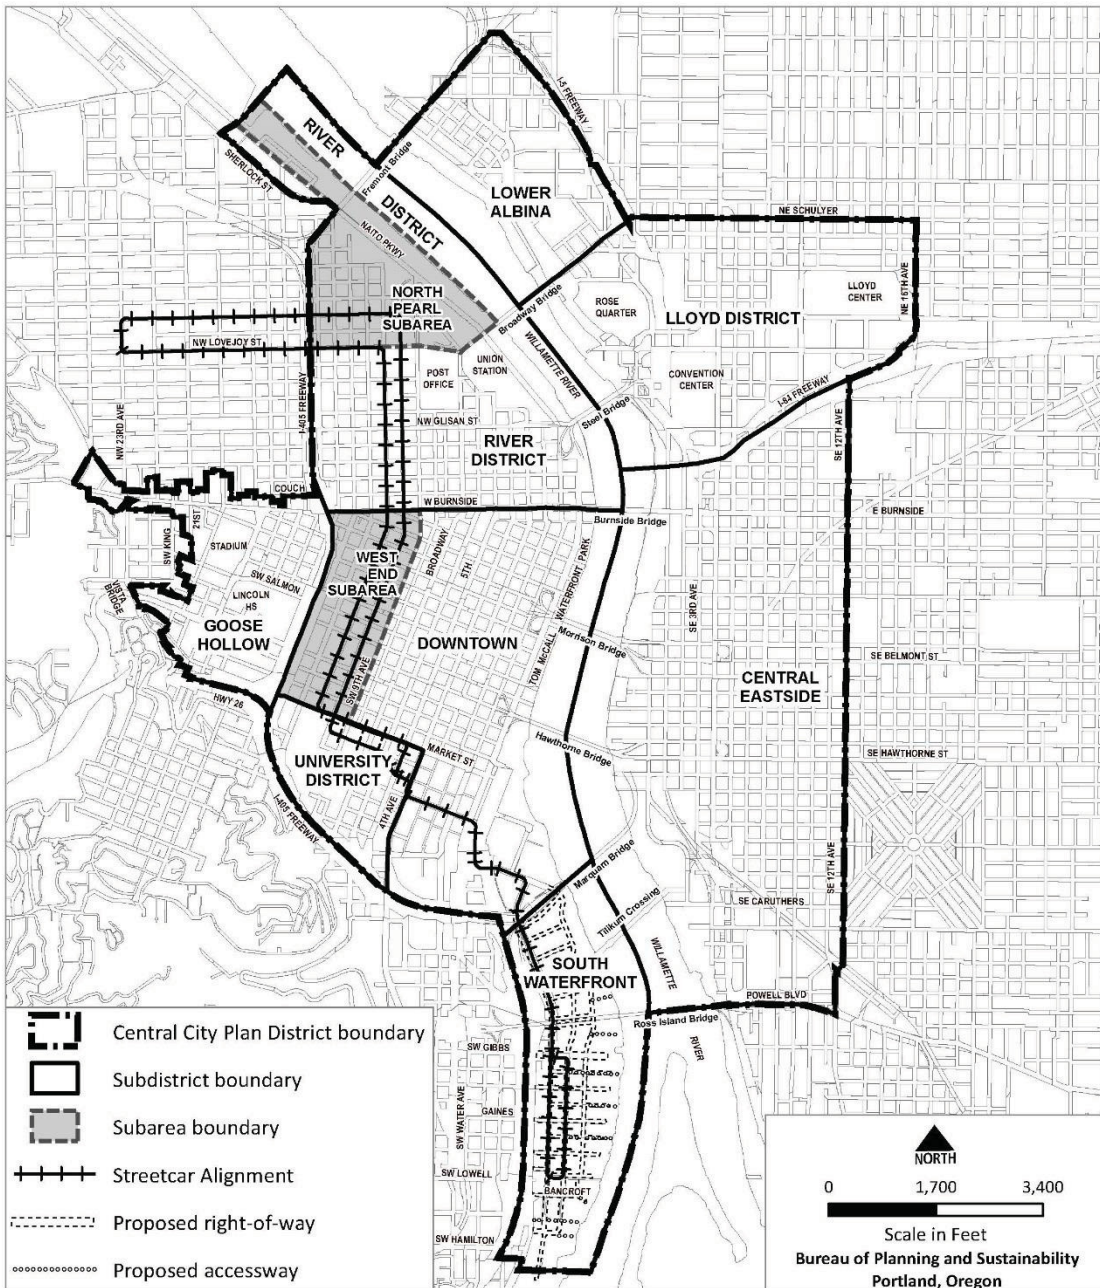 RIVER
DISTRICT
SHERLOCK ST
Fremont Bridge
I-5 FREEWAY
LOWER
ALBINA
NE SCHULYER
NAITO PKWY
NE 15TH AVE
LLOYD
CENTER
NORTH
PEARL
SUBAREA
Broadway Bridge
ROSE
QUARTER
LLOYD DISTRICT
NW LOVEJOY ST
UNION
STATION
POST
OFFICE
WILLAMETTE RIVER
CONVENTION
CENTER
I-84 FREEWAY
Steel Bridge
NW 23RD AVE
I-405 FREEWAY
NW GLISAN ST
RIVER
DISTRICT
SE 12TH AVE
COUCH
W BURNSIDE
Burnside Bridge
E BURNSIDE
21ST
SW KING
STADIUM
VISTA
BRIDGE
SW SALMON
LINCOLN
HS
GOOSE
HOLLOW
WEST
END
SUBAREA
BROADWAY
5TH
DOWNTOWN
TOM McCALL WATERFRONT PARK
Morrison Bridge
SE 3RD AVE
SE BELMONT ST
CENTRAL
EASTSIDE
HWY 26
SW 9TH AVE
MARKET ST
Hawthorne Bridge
SE HAWTHORNE ST
UNIVERSITY
DISTRICT
4TH AVE
I-405 FREEWAY
Marquam Bridge
SE 12TH AVE
Tilikum Crossing
SE CARUTHERS
SOUTH
WATERFRONT
WILLAMETTE
RIVER
POWELL BLVD
Ross Island Bridge
SW GIBBS
SW WATER AVE
GAINES
SW LOWELL
BANCROFT
SW HAMILTON
Central City Plan District boundary
Subdistrict boundary
Subarea boundary
Streetcar Alignment
Proposed right-of-way
Proposed accessway
NORTH
0 1,700 3,400
Scale in Feet
Bureau of Planning and Sustainability
Portland, Oregon